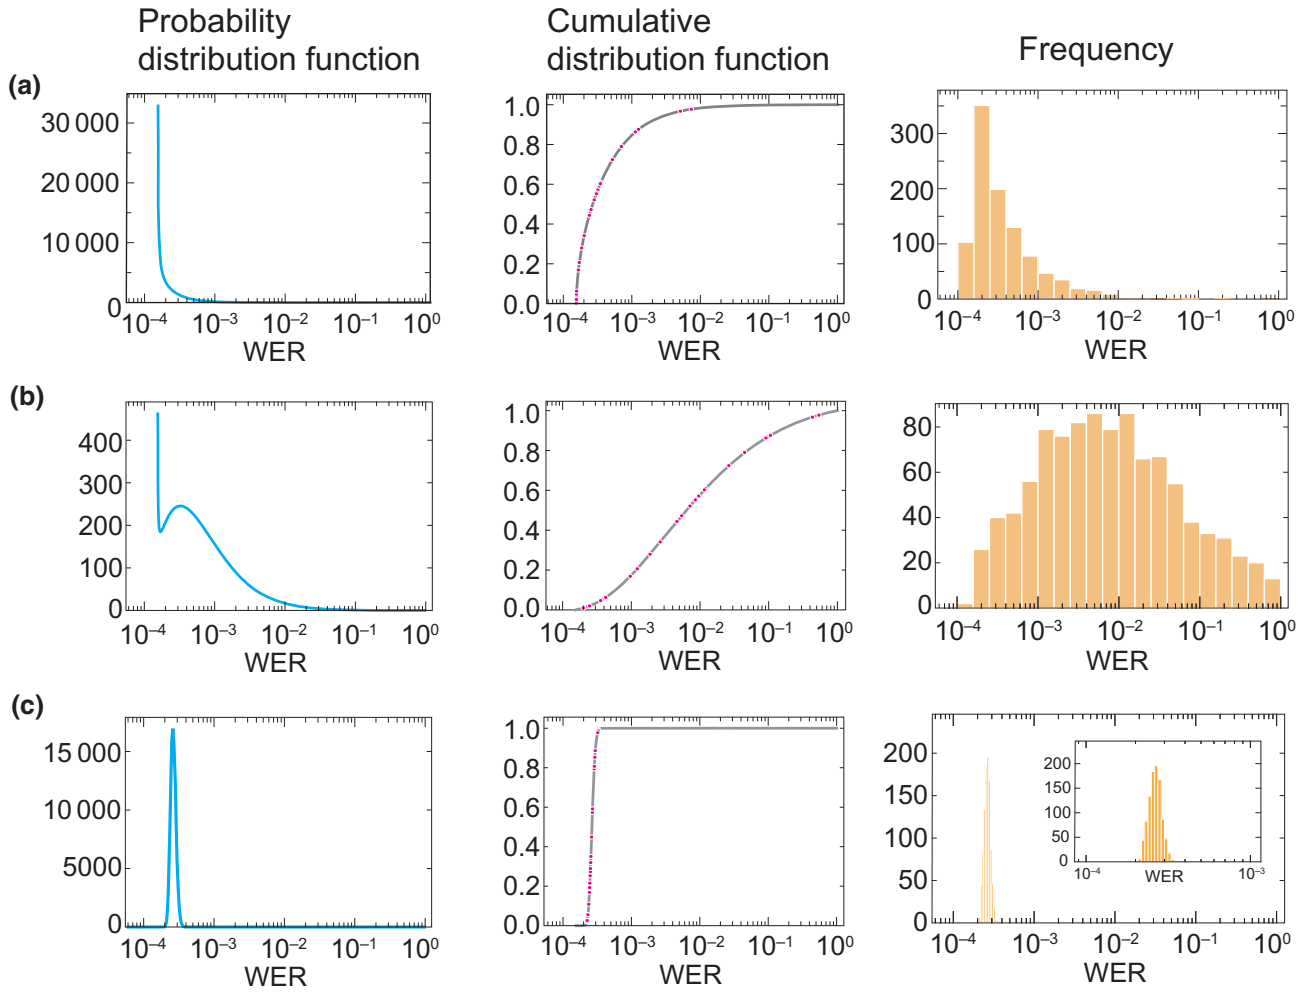 Probability
distribution function
Cumulative
distribution function
Frequency
(a)
30 000
20 000
10 000
0
10⁻⁴ 10⁻³ 10⁻² 10⁻¹ 10⁰
WER
1.0
0.8
0.6
0.4
0.2
0.0
10⁻⁴ 10⁻³ 10⁻² 10⁻¹ 10⁰
WER
300
200
100
0
10⁻⁴ 10⁻³ 10⁻² 10⁻¹ 10⁰
WER
(b)
400
300
200
100
0
10⁻⁴ 10⁻³ 10⁻² 10⁻¹ 10⁰
WER
1.0
0.8
0.6
0.4
0.2
0.0
10⁻⁴ 10⁻³ 10⁻² 10⁻¹ 10⁰
WER
80
60
40
20
0
10⁻⁴ 10⁻³ 10⁻² 10⁻¹ 10⁰
WER
(c)
15 000
10 000
5000
0
10⁻⁴ 10⁻³ 10⁻² 10⁻¹ 10⁰
WER
1.0
0.8
0.6
0.4
0.2
0.0
10⁻⁴ 10⁻³ 10⁻² 10⁻¹ 10⁰
WER
200
150
100
50
0
10⁻⁴ 10⁻³ 10⁻² 10⁻¹ 10⁰
WER
200
150
100
50
0
10⁻⁴ WER 10⁻³